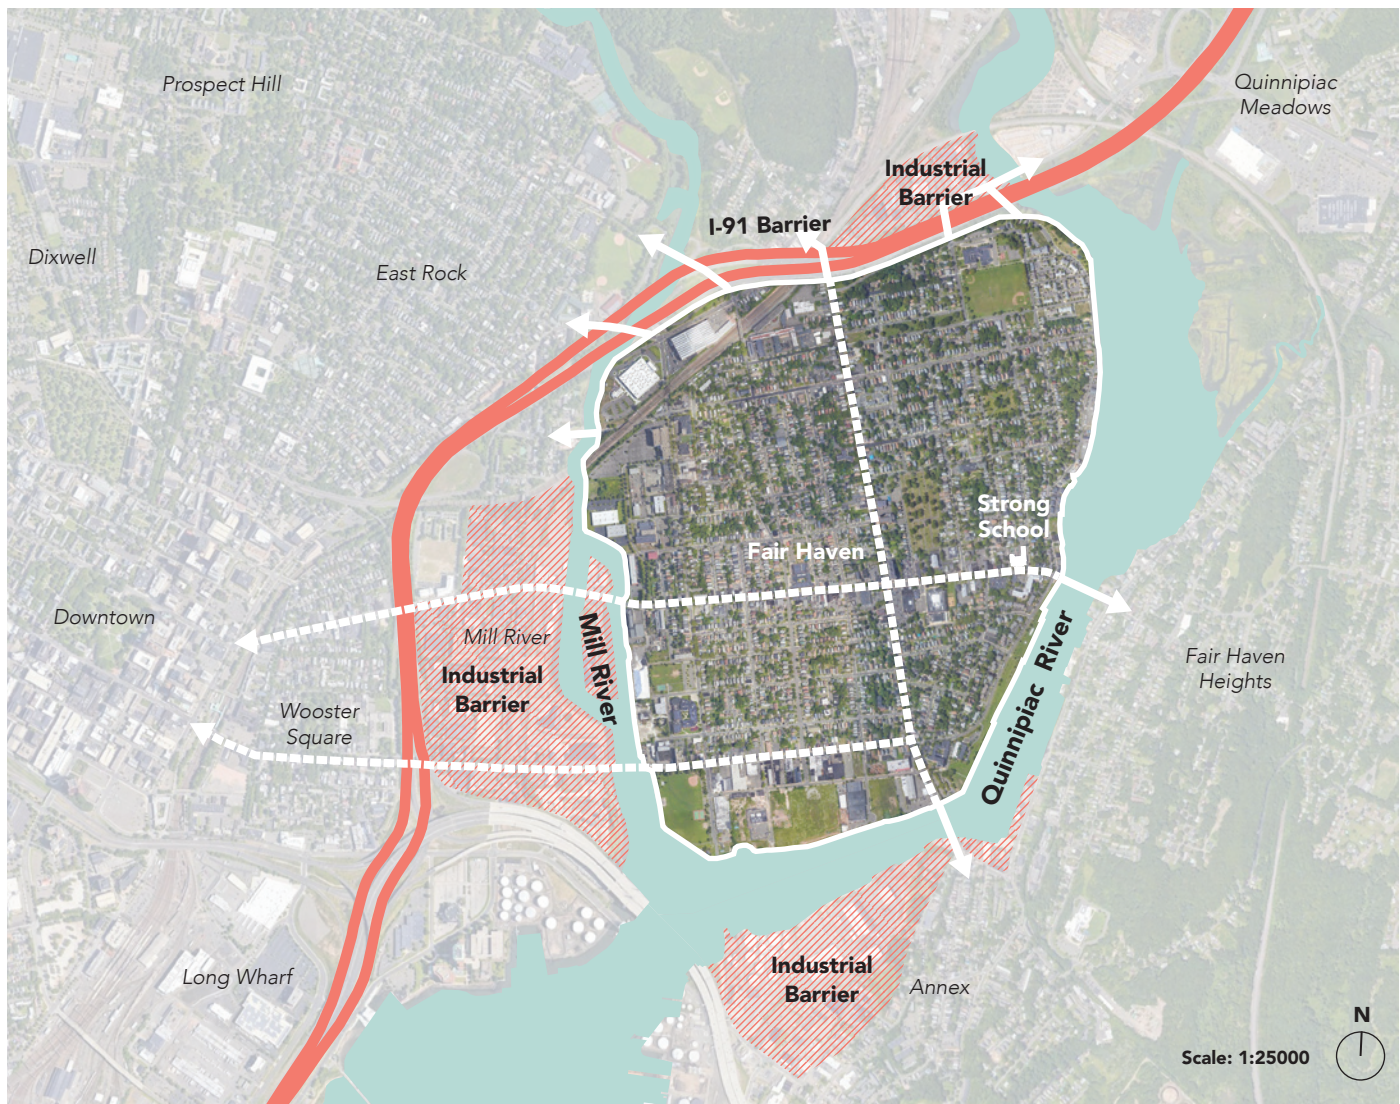 Prospect Hill
Quinnipiac
Meadows
Industrial
Barrier
I-91 Barrier
Dixwell
East Rock
Strong
School
Fair Haven
Downtown
Mill River
Mill River
Industrial
Barrier
Quinnipiac River
Fair Haven
Heights
Wooster
Square
Industrial
Barrier
Long Wharf
Annex
N
Scale: 1:25000